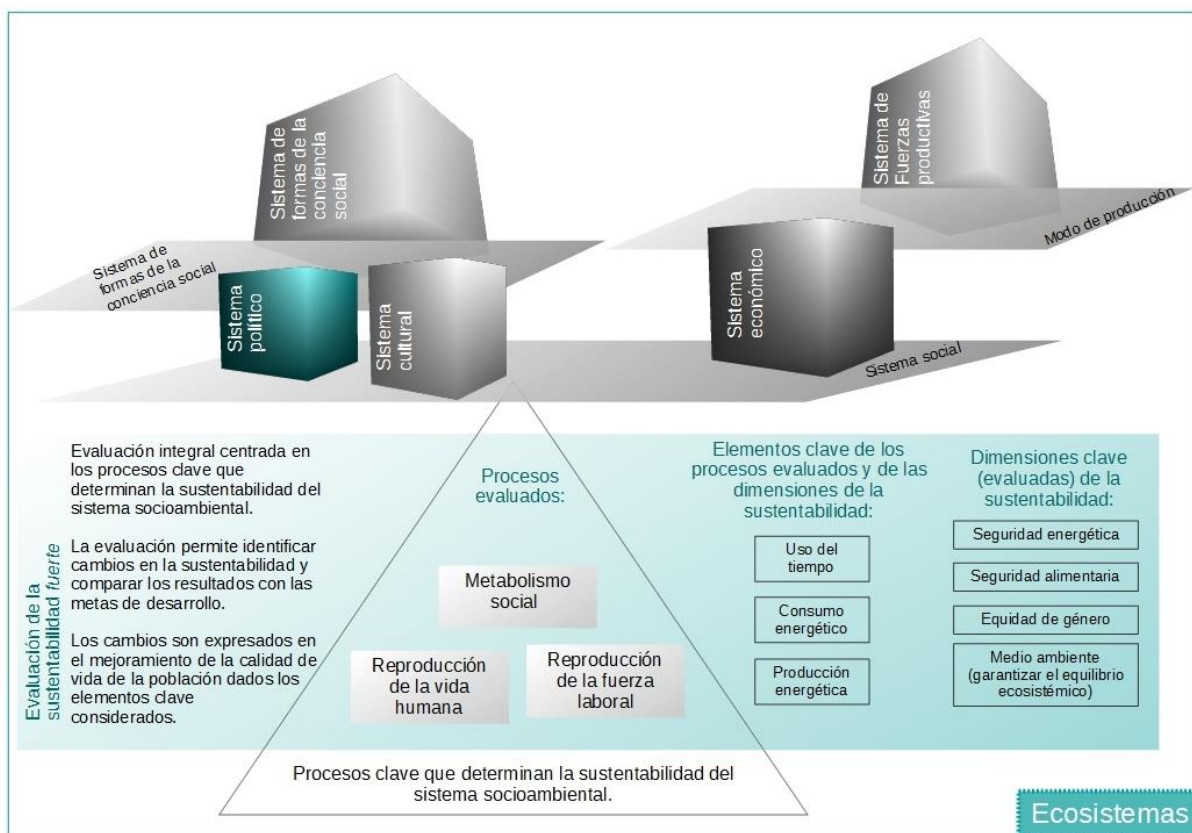 Sistema de
formas de la
conciencia
social
Sistema de
Fuerzas
productivas
Sistema de
formas de la
conciencia social
Modo de producción
Sistema
político
Sistema
cultural
Sistema
económico
Sistema social
Evaluación de la
sustentabilidad fuerte
Evaluación integral centrada en
los procesos clave que
determinan la sustentabilidad del
sistema socioambiental.
La evaluación permite identificar
cambios en la sustentabilidad y
comparar los resultados con las
metas de desarrollo.
Los cambios son expresados en
el mejoramiento de la calidad de
vida de la población dados los
elementos clave
considerados.
Procesos
evaluados:
Metabolismo
social
Reproducción
de la vida
humana
Reproducción
de la fuerza
laboral
Elementos clave de los
procesos evaluados y de las
dimensiones de la
sustentabilidad:
Uso del
tiempo
Consumo
energético
Producción
energética
Dimensiones clave
(evaluadas) de la
sustentabilidad:
Seguridad energética
Seguridad alimentaria
Equidad de género
Medio ambiente
(garantizar el equilibrio
ecosistémico)
Procesos clave que determinan la sustentabilidad del
sistema socioambiental.
Ecosistemas